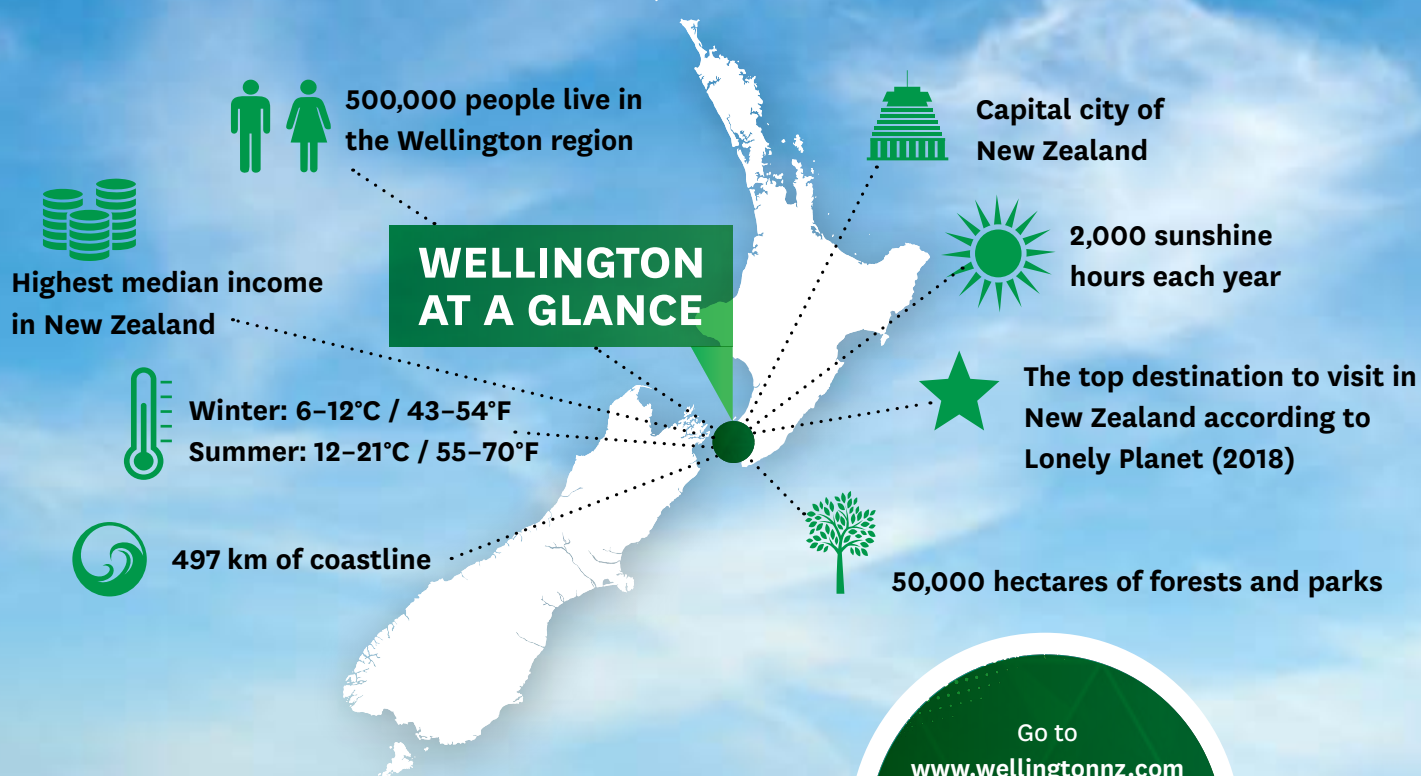 500,000 people live in
the Wellington region
Capital city of
New Zealand
WELLINGTON
AT A GLANCE
2,000 sunshine
hours each year
Highest median income
in New Zealand
The top destination to visit in
New Zealand according to
Lonely Planet (2018)
Winter: 6–12°C / 43–54°F
Summer: 12–21°C / 55–70°F
497 km of coastline
50,000 hectares of forests and parks
Go to
www.wellingtonnz.com